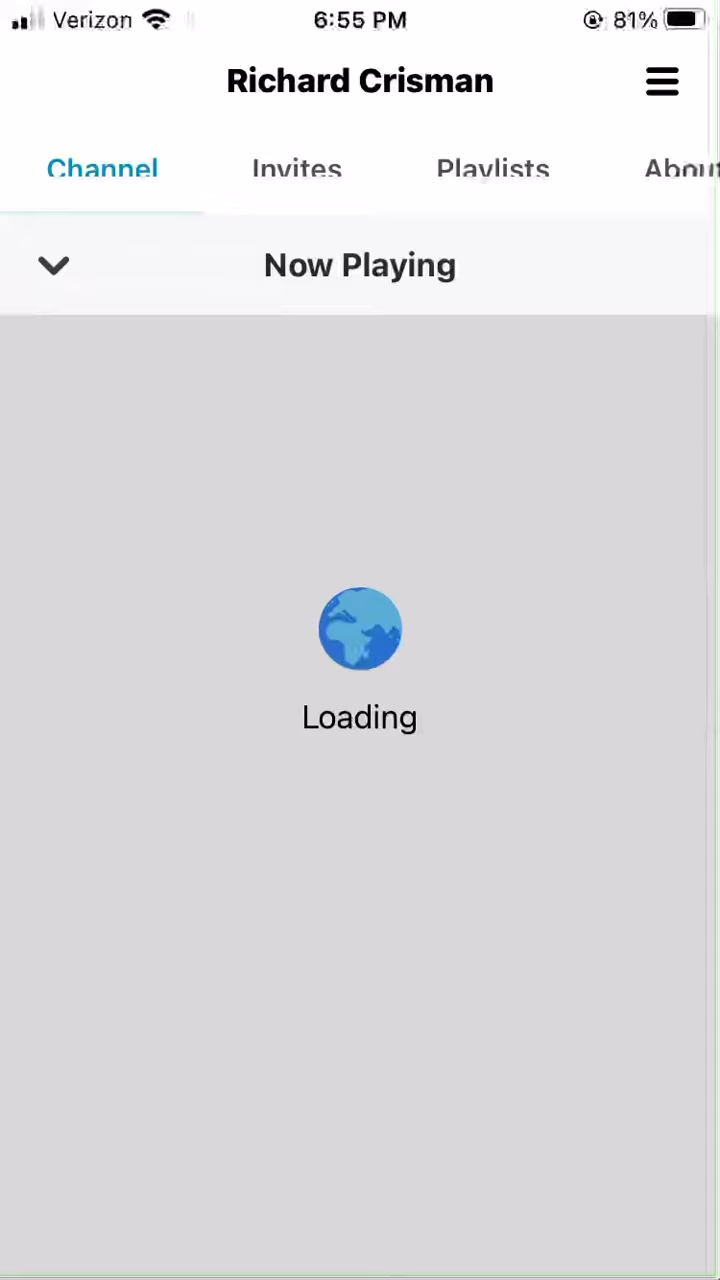 Verizon 6:55 PM 81%
Richard Crisman
Channel Invites Playlists About
Now Playing
Loading